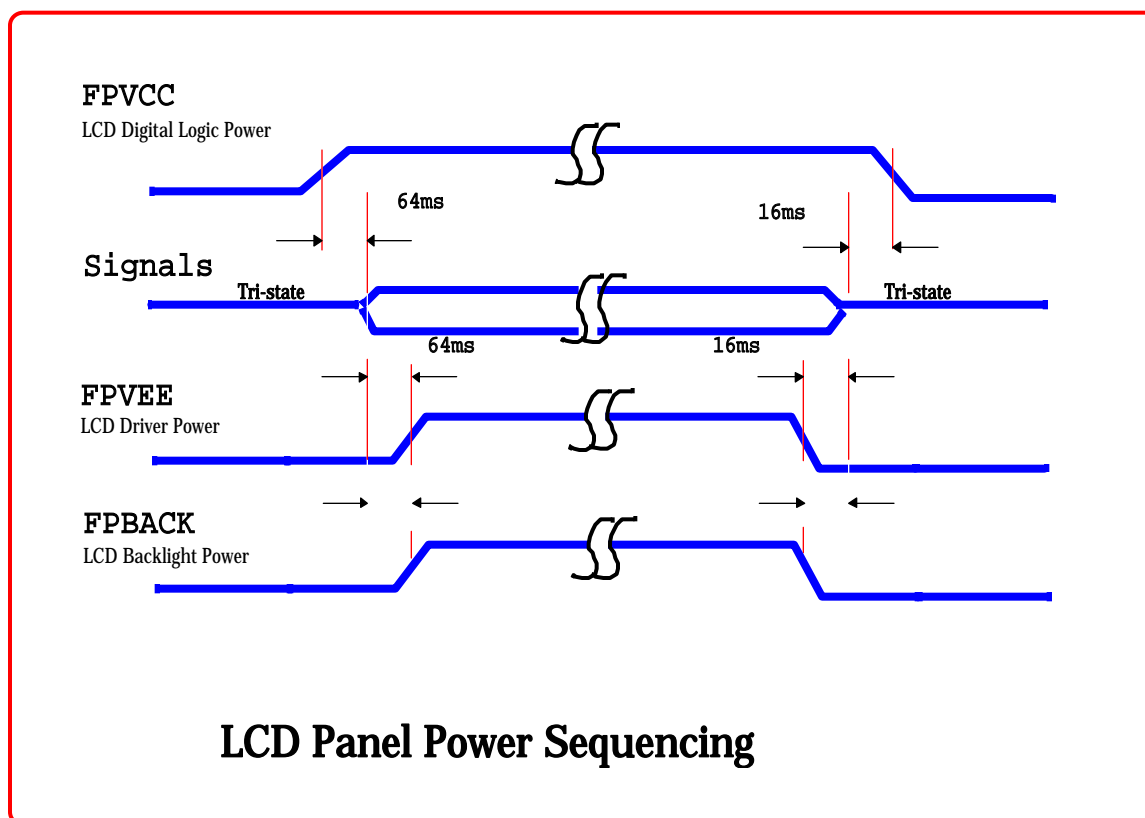 FPVCC
LCD Digital Logic Power
64ms
16ms
Signals
Tri-state
Tri-state
64ms
16ms
FPVEE
LCD Driver Power
FPBACK
LCD Backlight Power
LCD Panel Power Sequencing